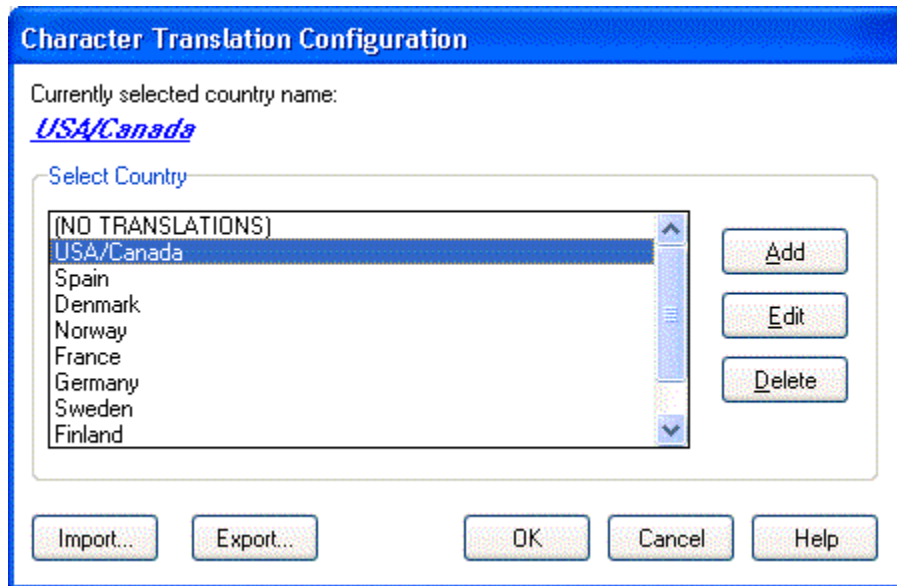 Character Translation Configuration
Currently selected country name:
USA/Canada
Select Country
(NO TRANSLATIONS)
USA/Canada
Spain
Denmark
Norway
France
Germany
Sweden
Finland
Add
Edit
Delete
Import... Export... OK Cancel Help